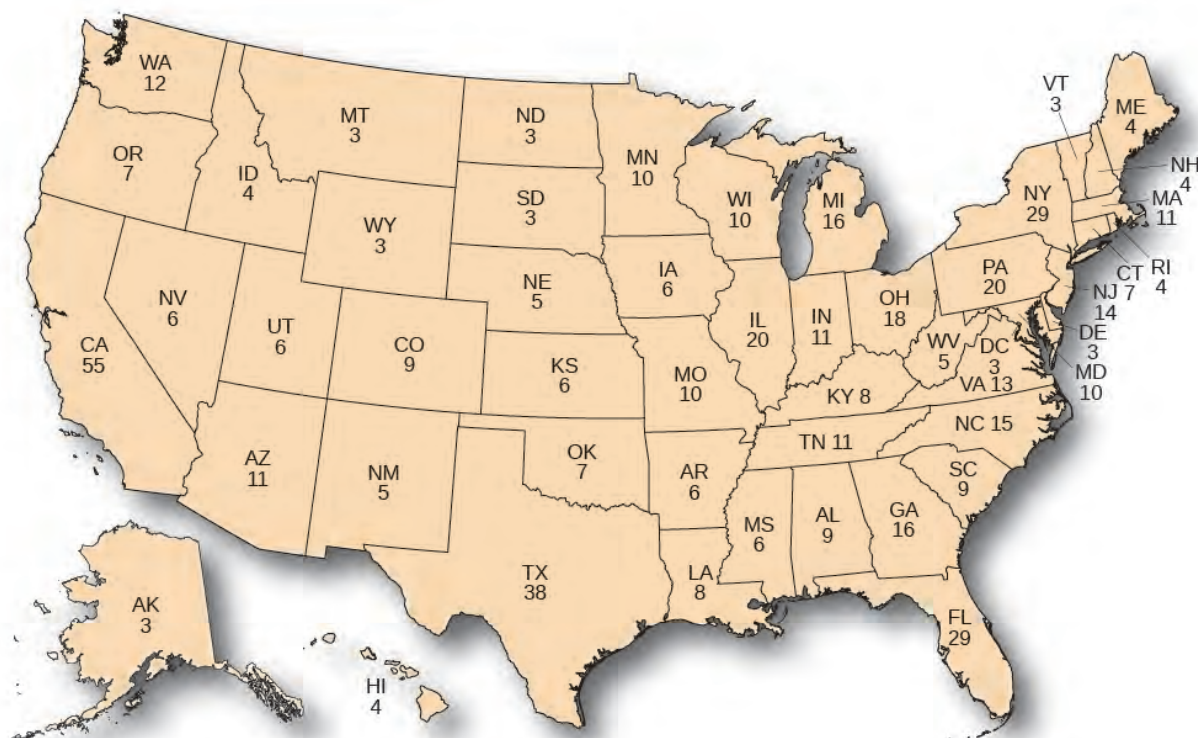 WA
12
MT
3
ND
3
VT
3
ME
4
OR
7
ID
4
MN
10
NH
4
SD
3
WI
10
MI
16
NY
29
MA
11
WY
3
IA
6
PA
20
CT
7
RI
4
NE
5
NV
6
UT
6
CO
9
IL
20
IN
11
OH
18
NJ
14
CA
55
KS
6
MO
10
WV
5
DC
3
DE
3
VA 13
MD
10
KY 8
NC 15
TN 11
AZ
11
NM
5
OK
7
AR
6
SC
9
MS
6
AL
9
GA
16
TX
38
LA
8
AK
3
FL
29
HI
4